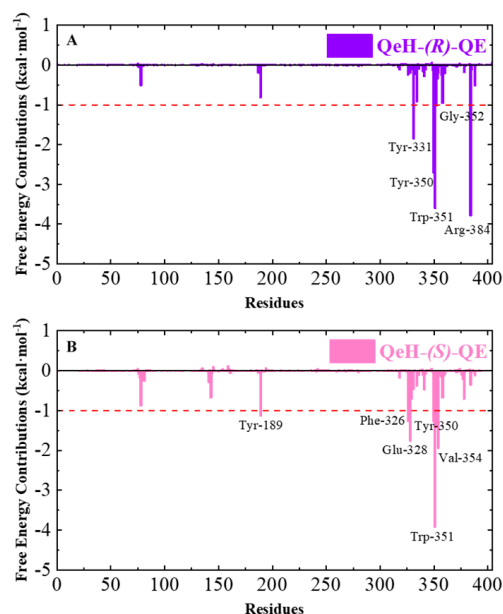 A
QeH-(R)-QE
Free Energy Contributions (kcal·mol⁻¹)
1
0
-1
-2
-3
-4
-5
Gly-352
Tyr-331
Tyr-350
Trp-351
Arg-384
0 50 100 150 200 250 300 350 400
Residues
B
QeH-(S)-QE
Free Energy Contributions (kcal·mol⁻¹)
1
0
-1
-2
-3
-4
-5
Tyr-189
Phe-326
Tyr-350
Glu-328
Val-354
Trp-351
0 50 100 150 200 250 300 350 400
Residues